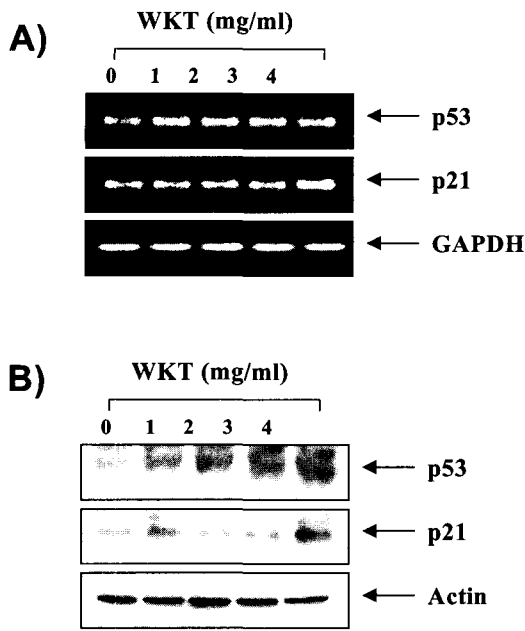 A)
WKT (mg/ml)
0 1 2 3 4
p53
p21
GAPDH
B)
WKT (mg/ml)
0 1 2 3 4
p53
p21
Actin